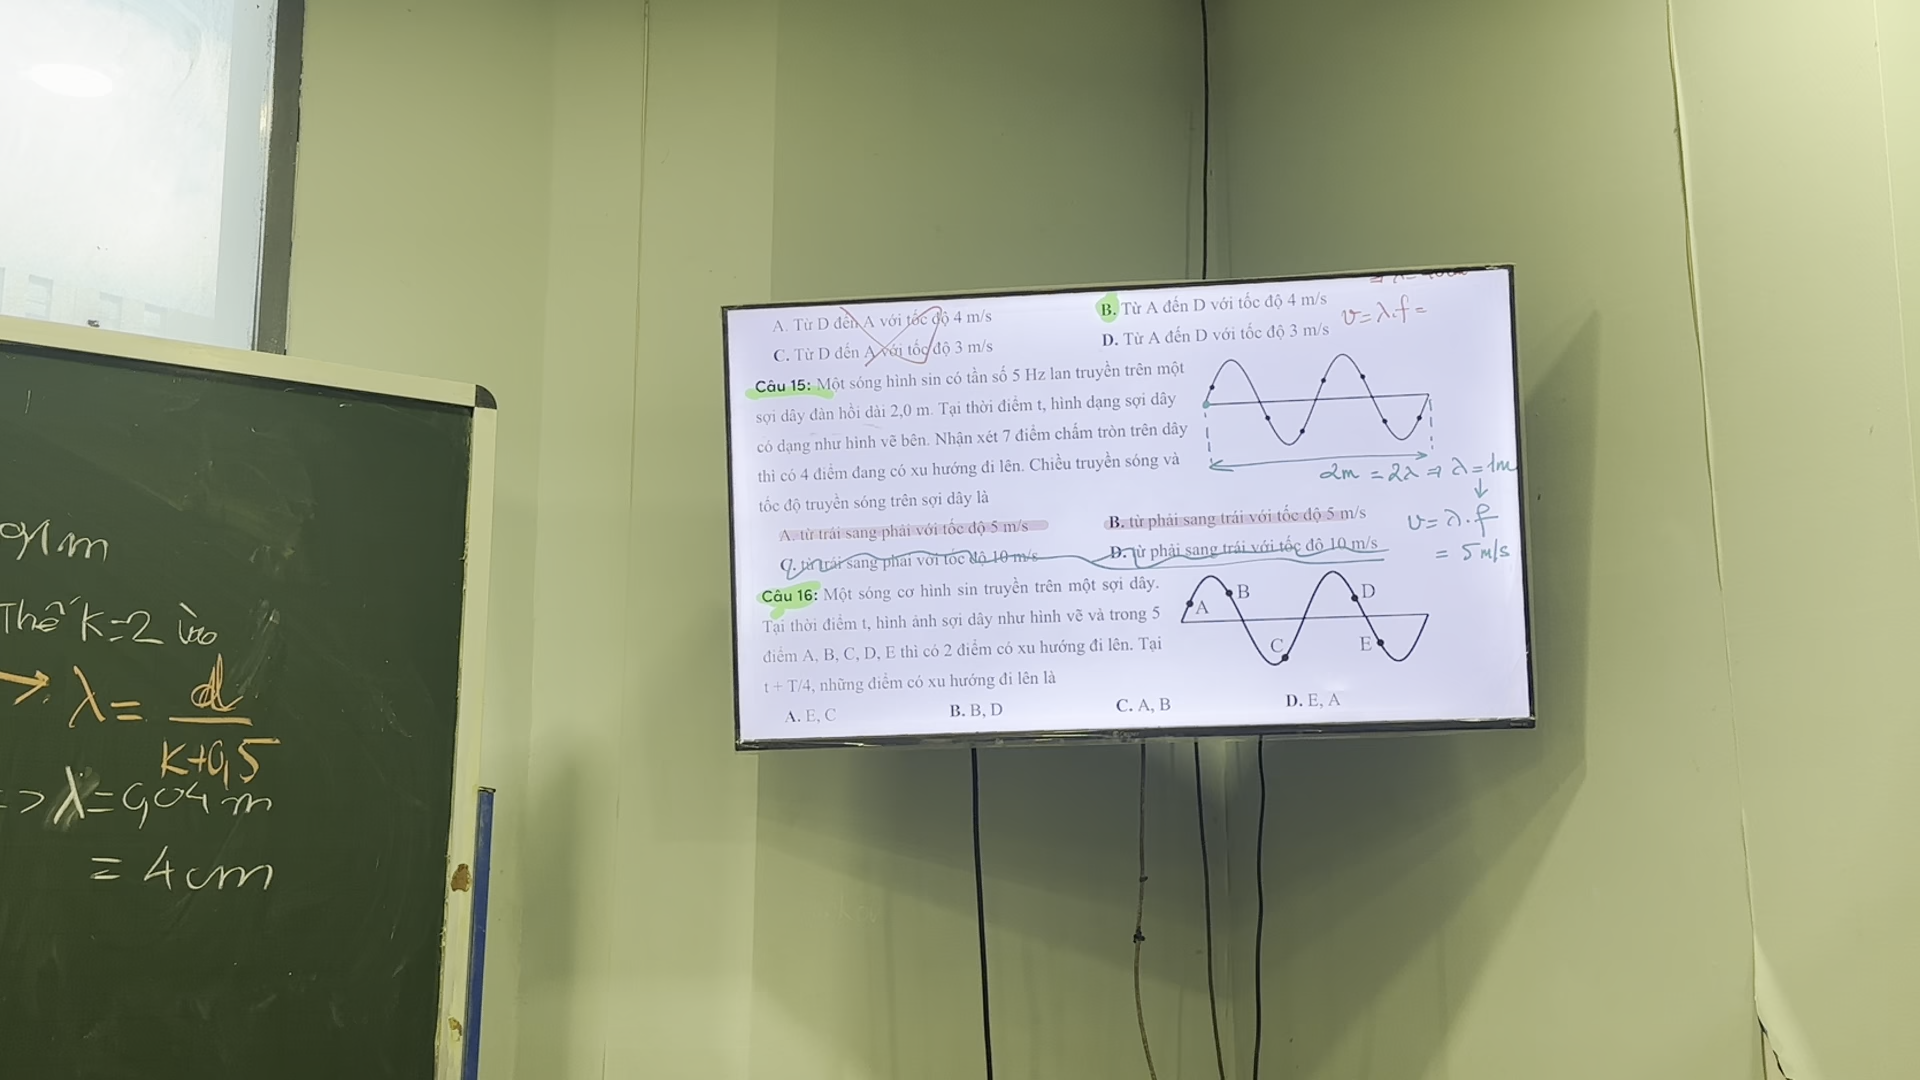 A. Từ D đến A với tốc độ 4 m/s
B. Từ A đến D với tốc độ 4 m/s
v = λ.f =
C. Từ D đến A với tốc độ 3 m/s
D. Từ A đến D với tốc độ 3 m/s
Câu 15: Một sóng hình sin có tần số 5 Hz lan truyền trên một
sợi dây đàn hồi dài 2,0 m. Tại thời điểm t, hình dạng sợi dây
có dạng như hình vẽ bên. Nhận xét 7 điểm chấm tròn trên dây
thì có 4 điểm đang có xu hướng đi lên. Chiều truyền sóng và
tốc độ truyền sóng trên sợi dây là
2m = 2λ ⇒ λ = 1m
A. từ trái sang phải với tốc độ 5 m/s
B. từ phải sang trái với tốc độ 5 m/s
v = λ.f
= 5 m/s
C. từ trái sang phải với tốc độ 10 m/s
D. từ phải sang trái với tốc độ 10 m/s
Câu 16: Một sóng cơ hình sin truyền trên một sợi dây.
Tại thời điểm t, hình ảnh sợi dây như hình vẽ và trong 5
điểm A, B, C, D, E thì có 2 điểm có xu hướng đi lên. Tại
t + T/4, những điểm có xu hướng đi lên là
A
B
C
D
E
A. E, C
B. B, D
C. A, B
D. E, A
Thế K=2 vào
→ λ = d
K+0,5
=> λ = 0,04 m
= 4 cm